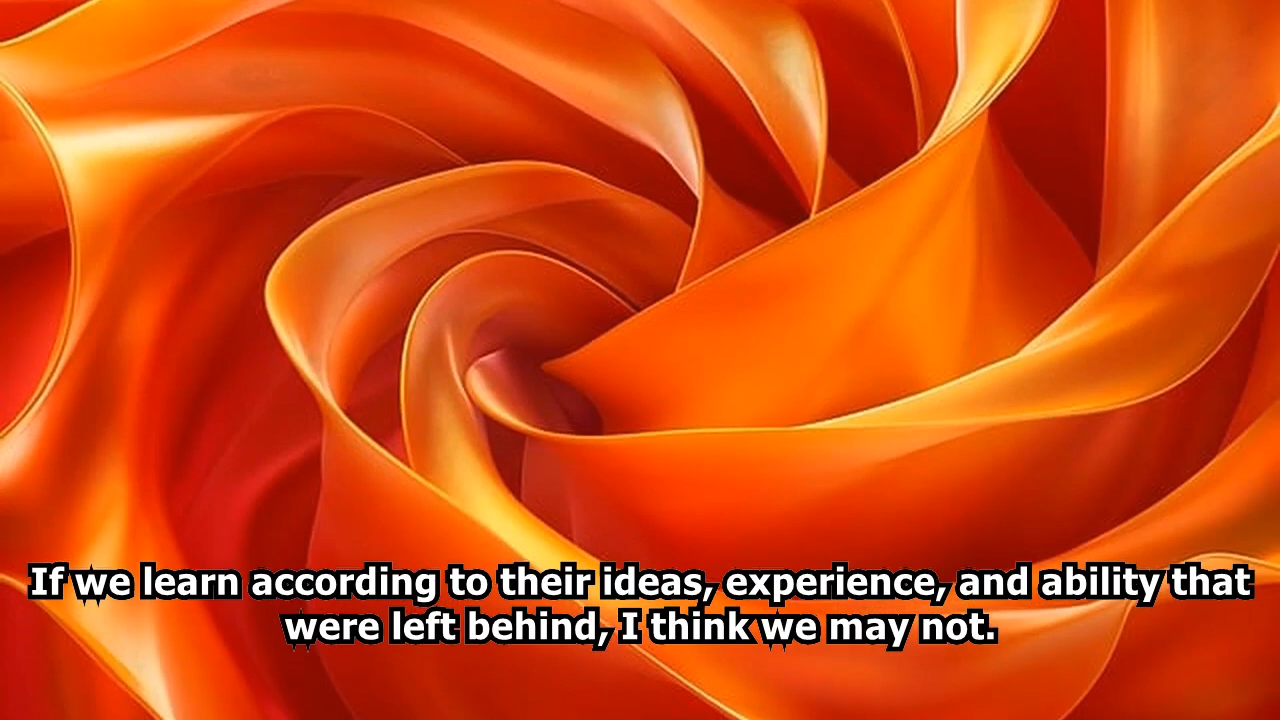 If we learn according to their ideas, experience, and ability that
were left behind, I think we may not.